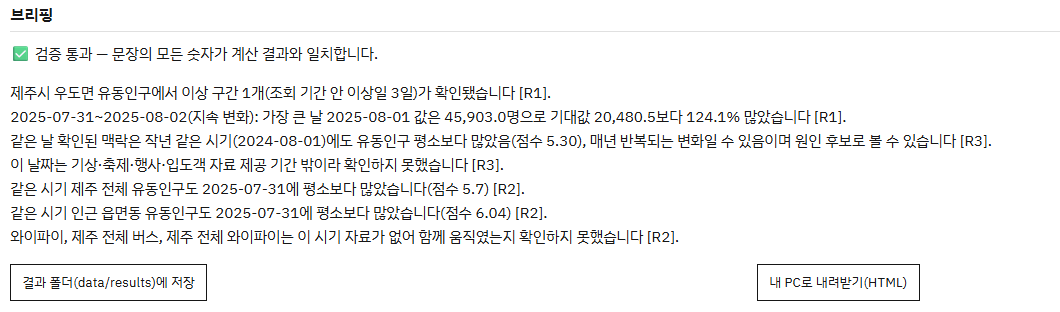 브리핑
✅ 검증 통과 — 문장의 모든 숫자가 계산 결과와 일치합니다.
제주시 우도면 유동인구에서 이상 구간 1개(조회 기간 안 이상일 3일)가 확인됐습니다 [R1].
2025-07-31~2025-08-02(지속 변화): 가장 큰 날 2025-08-01 값은 45,903.0명으로 기대값 20,480.5보다 124.1% 많았습니다 [R1].
같은 날 확인된 맥락은 작년 같은 시기(2024-08-01)에도 유동인구 평소보다 많았음(점수 5.30), 매년 반복되는 변화일 수 있음이며 원인 후보로 볼 수 있습니다 [R3].
이 날짜는 기상·축제·행사·입도객 자료 제공 기간 밖이라 확인하지 못했습니다 [R3].
같은 시기 제주 전체 유동인구도 2025-07-31에 평소보다 많았습니다(점수 5.7) [R2].
같은 시기 인근 읍면동 유동인구도 2025-07-31에 평소보다 많았습니다(점수 6.04) [R2].
와이파이, 제주 전체 버스, 제주 전체 와이파이는 이 시기 자료가 없어 함께 움직였는지 확인하지 못했습니다 [R2].
결과 폴더(data/results)에 저장
내 PC로 내려받기(HTML)